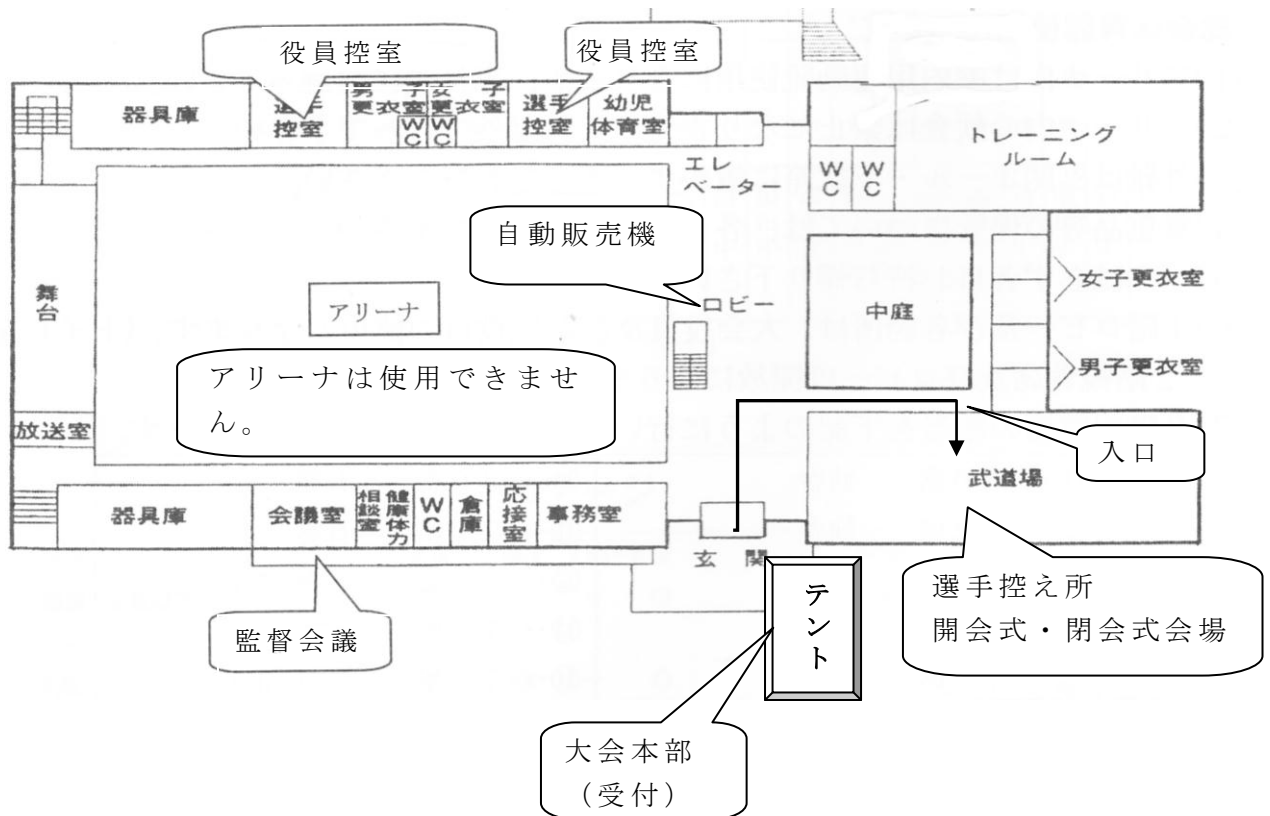 役員控室
役員控室
器具庫
選手
控室
男子
更衣室
女子
更衣室
WC
WC
選手
控室
幼児
体育室
エレ
ベーター
トレーニング
ルーム
WC
WC
自動販売機
ロビー
中庭
女子更衣室
男子更衣室
舞台
アリーナ
アリーナは使用できませ
ん。
放送室
入口
武道場
器具庫
会議室
健康体力
相談室
WC
倉庫
応接室
事務室
玄関
テント
選手控え所
開会式・閉会式会場
監督会議
大会本部
(受付)